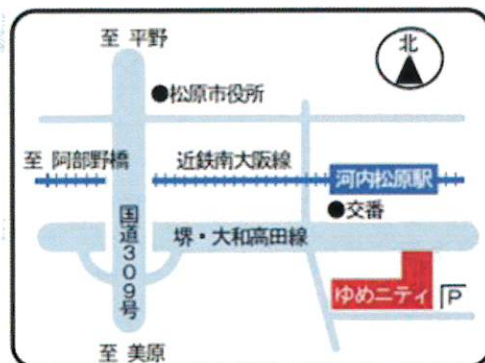 至 平野
北
●松原市役所
至 阿部野橋
近鉄南大阪線
河内松原駅
●交番
国道309号
堺・大和高田線
ゆめニティ
P
至 美原